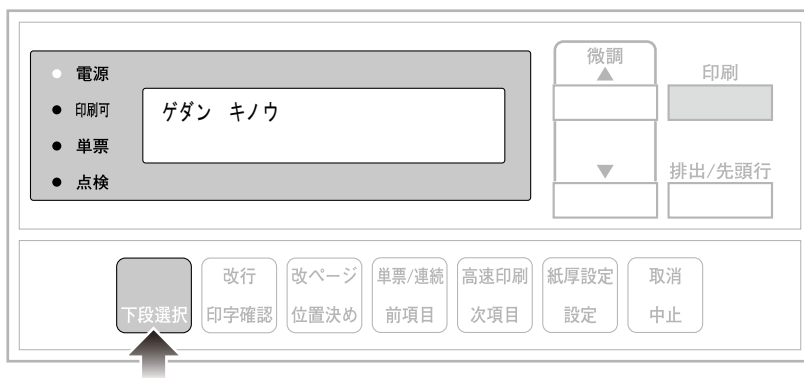 電源
印刷可
単票
点検
ゲダン キノウ
微調
▲
▼
印刷
排出/先頭行
下段選択
改行
印字確認
改ページ
位置決め
単票/連続
前項目
高速印刷
次項目
紙厚設定
設定
取消
中止